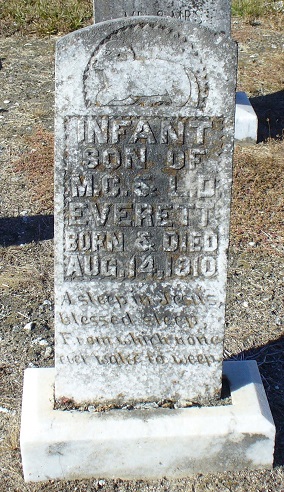 INFANT
SON OF
M.C. & L.D
EVERETT
BORN & DIED
AUG, 14, 1910
Asleep in Jesus,
blessed sleep,
From which none
ever wake to weep